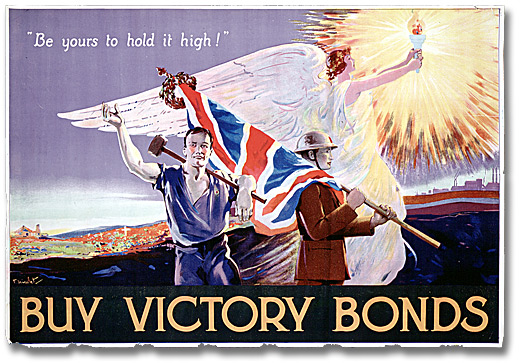 "Be yours to hold it high!"
BUY VICTORY BONDS